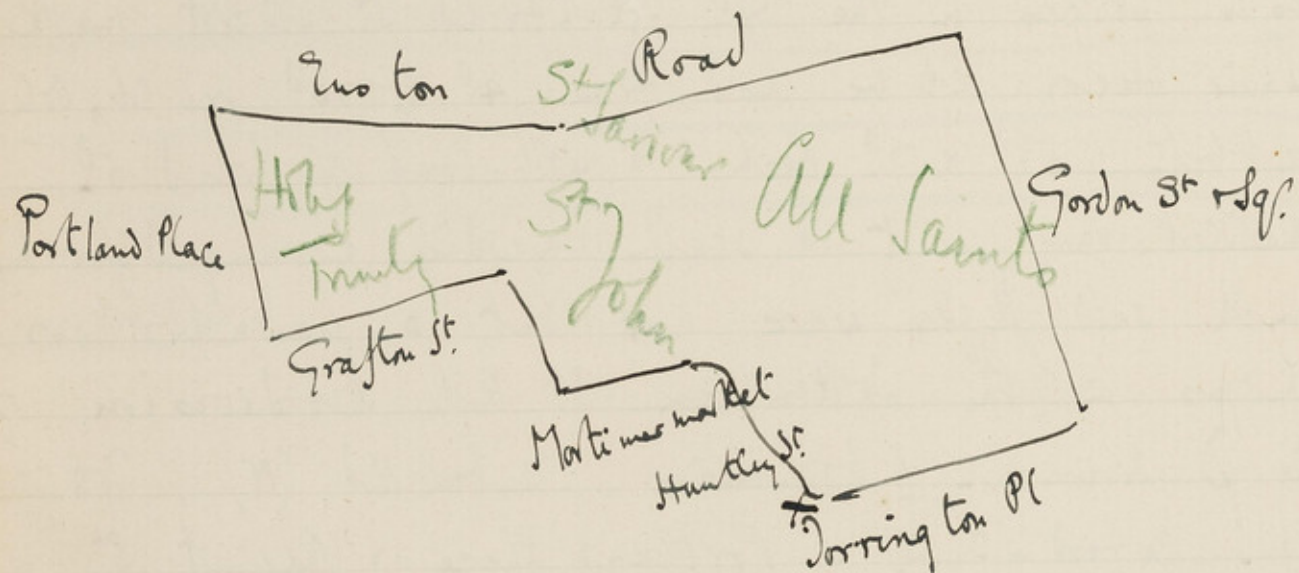 Euston Road
St Saviour
Holy Trinity
St John
All Saints
Portland Place
Gordon St & Sq.
Grafton St.
Mortimer market
Huntley St.
Torrington Pl